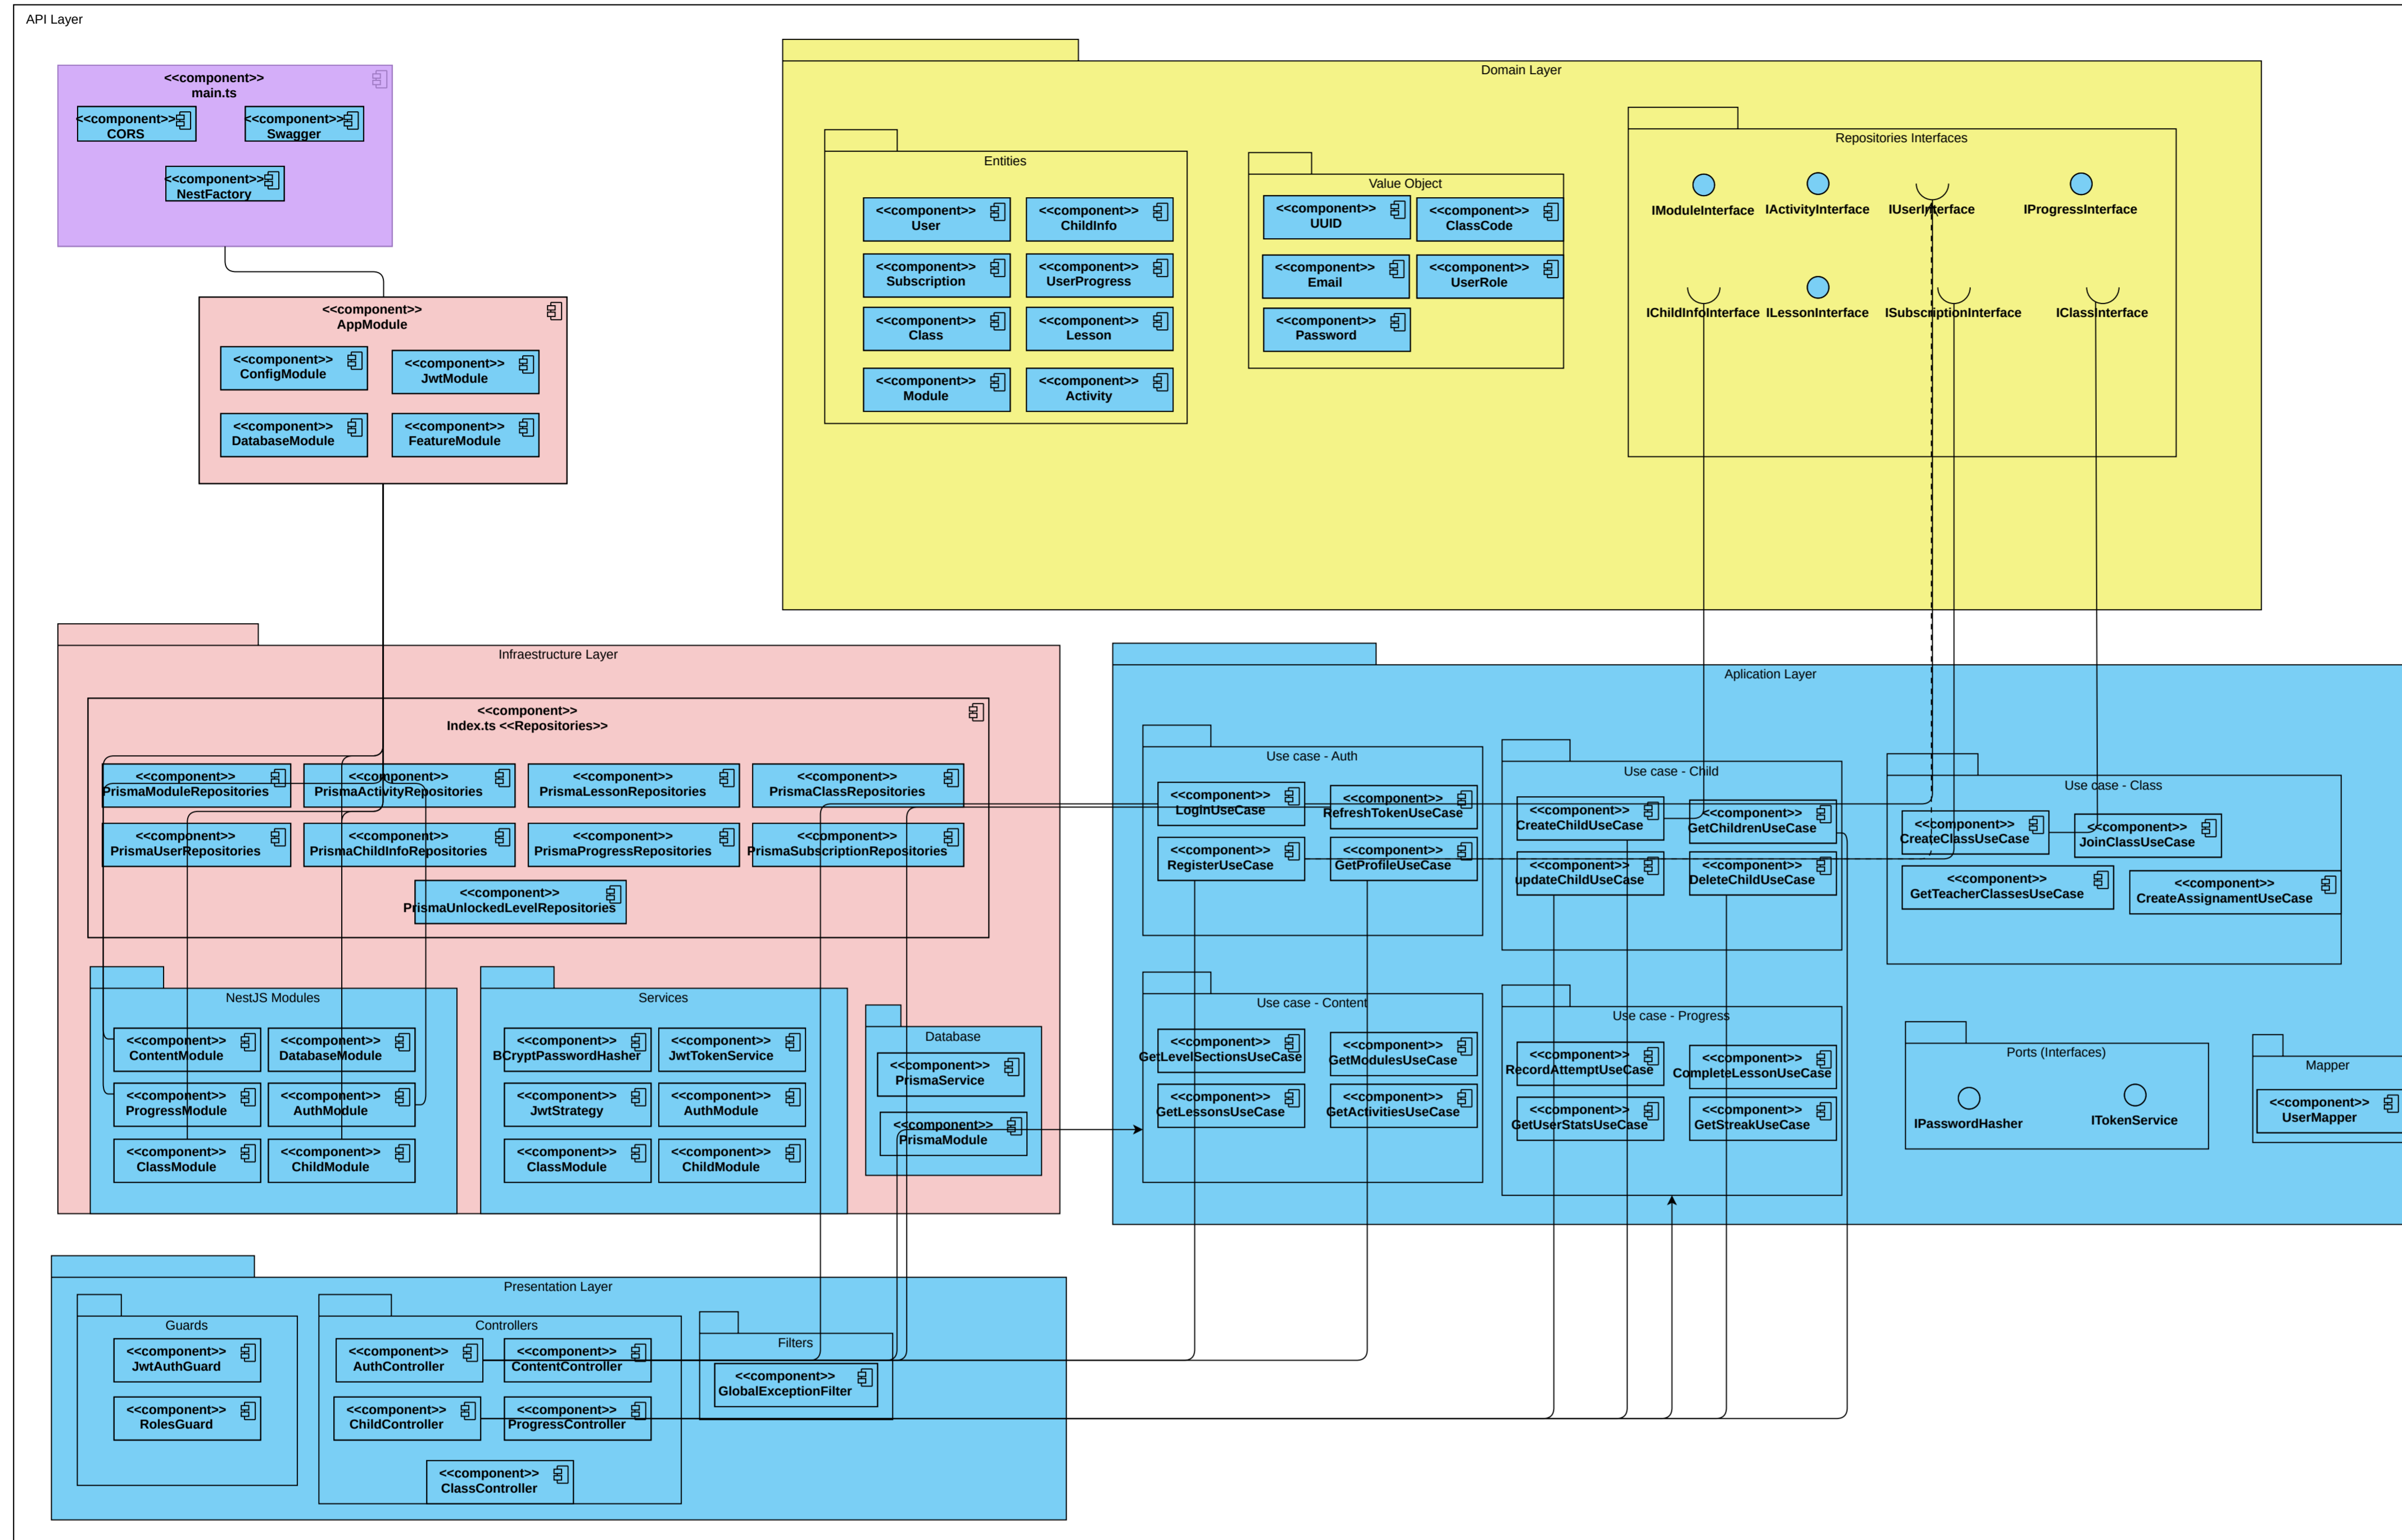 API Layer
<<component>>
main.ts
<<component>>
CORS
<<component>>
Swagger
<<component>>
NestFactory
<<component>>
AppModule
<<component>>
ConfigModule
<<component>>
JwtModule
<<component>>
DatabaseModule
<<component>>
FeatureModule
Domain Layer
Entities
<<component>>
User
<<component>>
ChildInfo
<<component>>
Subscription
<<component>>
UserProgress
<<component>>
Class
<<component>>
Lesson
<<component>>
Module
<<component>>
Activity
Value Object
<<component>>
UUID
<<component>>
ClassCode
<<component>>
Email
<<component>>
UserRole
<<component>>
Password
Repositories Interfaces
IModuleInterface
IActivityInterface
IUserInterface
IProgressInterface
IChildInfoInterface
ILessonInterface
ISubscriptionInterface
IClassInterface
Infraestructure Layer
<<component>>
Index.ts <<Repositories>>
<<component>>
PrismaModuleRepositories
<<component>>
PrismaActivityRepositories
<<component>>
PrismaLessonRepositories
<<component>>
PrismaClassRepositories
<<component>>
PrismaUserRepositories
<<component>>
PrismaChildInfoRepositories
<<component>>
PrismaProgressRepositories
<<component>>
PrismaSubscriptionRepositories
<<component>>
PrismaUnlockedLevelRepositories
NestJS Modules
<<component>>
ContentModule
<<component>>
DatabaseModule
<<component>>
ProgressModule
<<component>>
AuthModule
<<component>>
ClassModule
<<component>>
ChildModule
Services
<<component>>
BCryptPasswordHasher
<<component>>
JwtTokenService
<<component>>
JwtStrategy
<<component>>
AuthModule
<<component>>
ClassModule
<<component>>
ChildModule
Database
<<component>>
PrismaService
<<component>>
PrismaModule
Aplication Layer
Use case - Auth
<<component>>
LogInUseCase
<<component>>
RefreshTokenUseCase
<<component>>
RegisterUseCase
<<component>>
GetProfileUseCase
Use case - Child
<<component>>
CreateChildUseCase
<<component>>
GetChildrenUseCase
<<component>>
updateChildUseCase
<<component>>
DeleteChildUseCase
Use case - Class
<<component>>
CreateClassUseCase
<<component>>
JoinClassUseCase
<<component>>
GetTeacherClassesUseCase
<<component>>
CreateAssignamentUseCase
Use case - Content
<<component>>
GetLevelSectionsUseCase
<<component>>
GetModulesUseCase
<<component>>
GetLessonsUseCase
<<component>>
GetActivitiesUseCase
Use case - Progress
<<component>>
RecordAttemptUseCase
<<component>>
CompleteLessonUseCase
<<component>>
GetUserStatsUseCase
<<component>>
GetStreakUseCase
Ports (Interfaces)
IPasswordHasher
ITokenService
Mapper
<<component>>
UserMapper
Presentation Layer
Guards
<<component>>
JwtAuthGuard
<<component>>
RolesGuard
Controllers
<<component>>
AuthController
<<component>>
ContentController
<<component>>
ChildController
<<component>>
ProgressController
<<component>>
ClassController
Filters
<<component>>
GlobalExceptionFilter